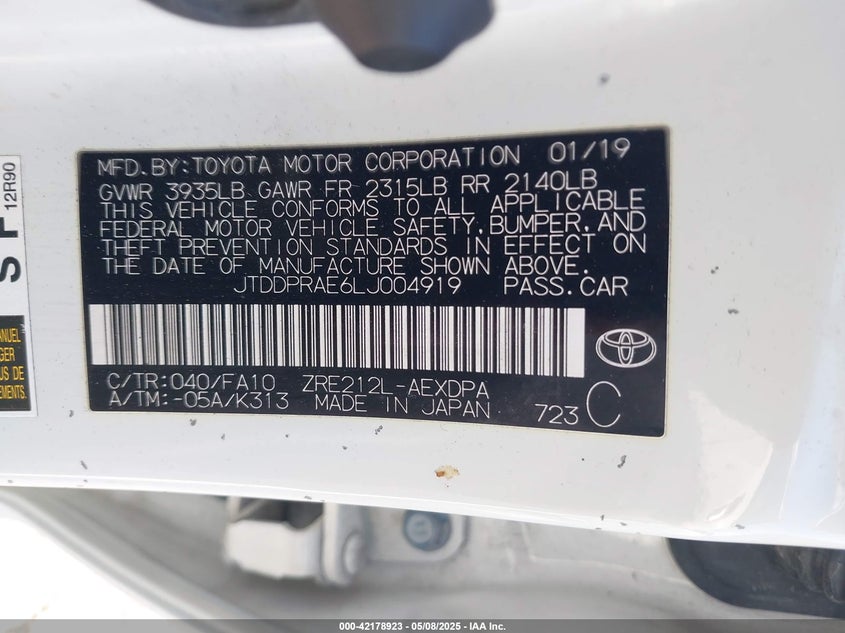 MFD.BY:TOYOTA MOTOR CORPORATION 01/19
GVWR 3935LB GAWR FR 2315LB RR 2140LB
THIS VEHICLE CONFORMS TO ALL APPLICABLE
FEDERAL MOTOR VEHICLE SAFETY,BUMPER,AND
THEFT PREVENTION STANDARDS IN EFFECT ON
THE DATE OF MANUFACTURE SHOWN ABOVE.
JTDDPRAE6LJ004919 PASS.CAR
C/TR:040/FA10 ZRE212L-AEXDPA
A/TM:-05A/K313 MADE IN JAPAN 723 C
12R90
000-42178923 - 05/08/2025 - IAA Inc.